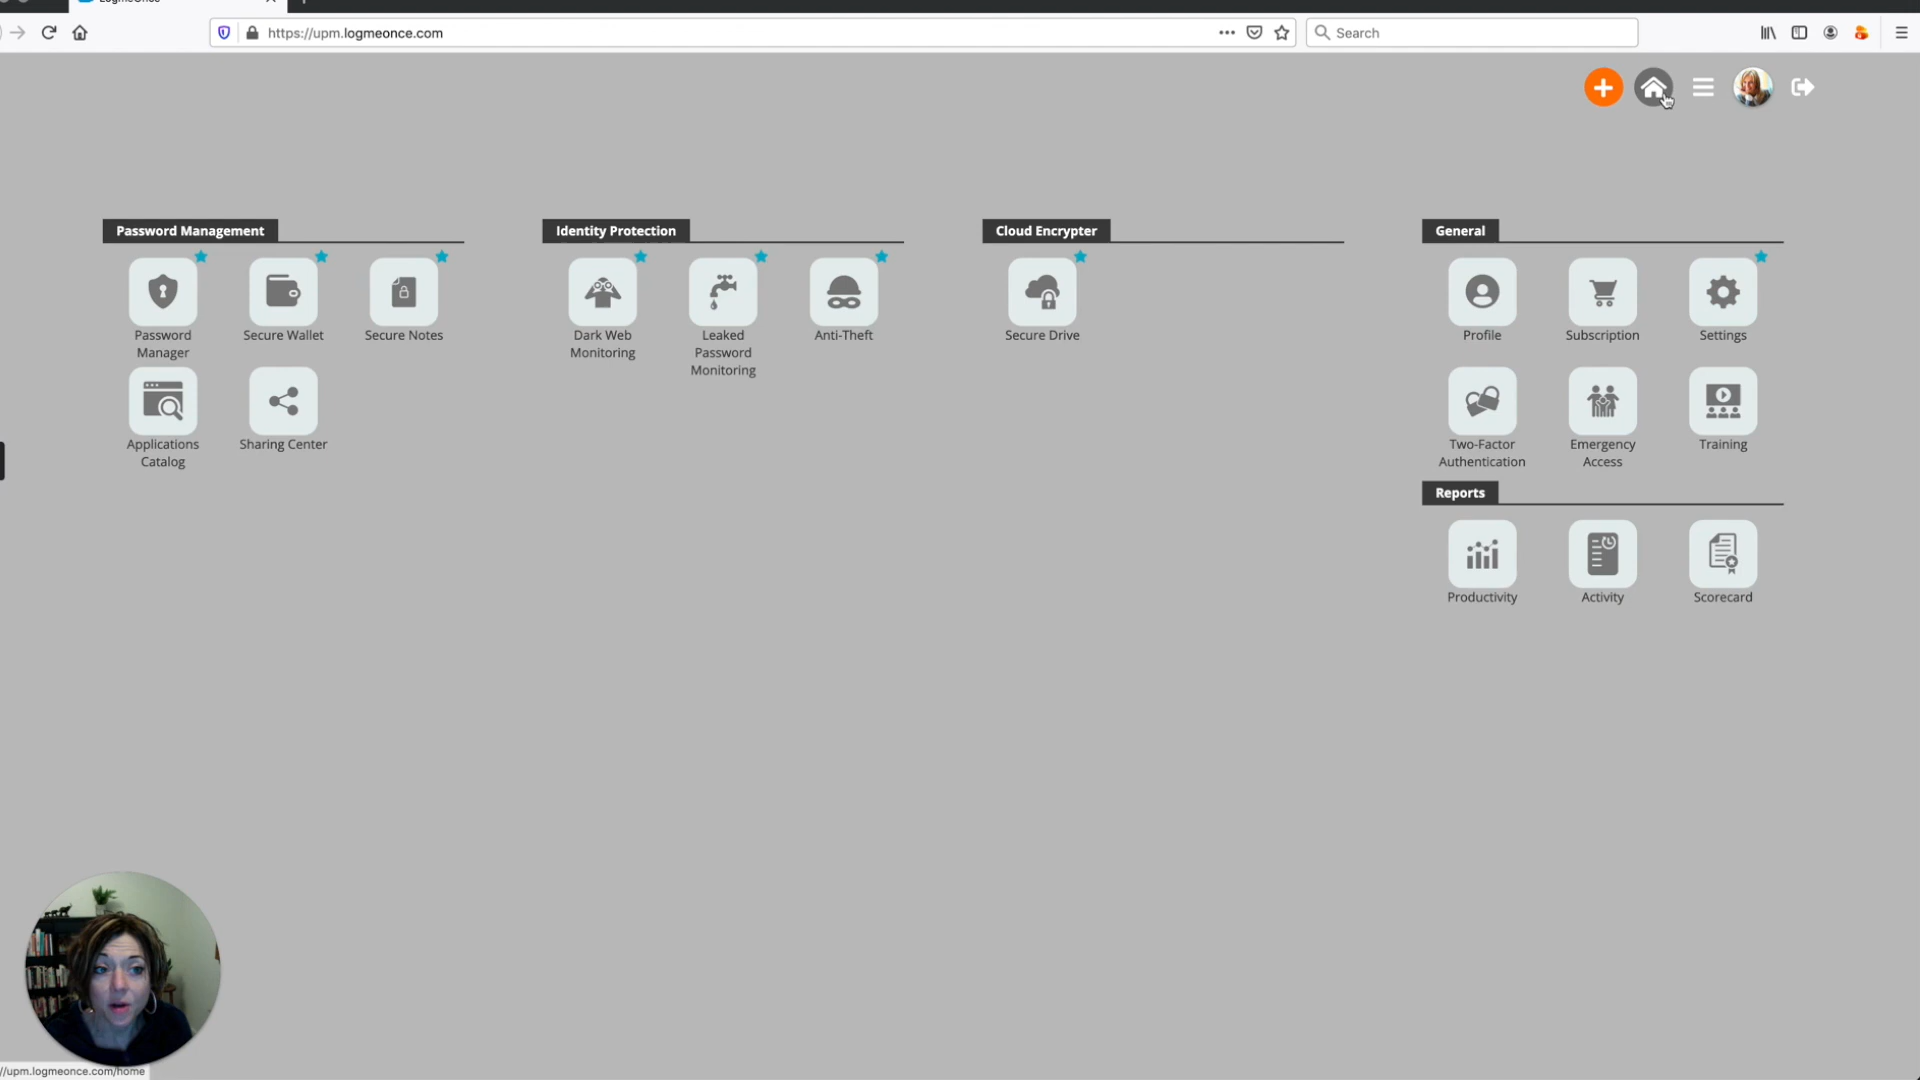 LogmeOnce
https://upm.logmeonce.com
Search
Password Management
Identity Protection
Cloud Encrypter
General
Password
Manager
Secure Wallet
Secure Notes
Dark Web
Monitoring
Leaked
Password
Monitoring
Anti-Theft
Secure Drive
Profile
Subscription
Settings
Applications
Catalog
Sharing Center
Two-Factor
Authentication
Emergency
Access
Training
Reports
Productivity
Activity
Scorecard
//upm.logmeonce.com/home